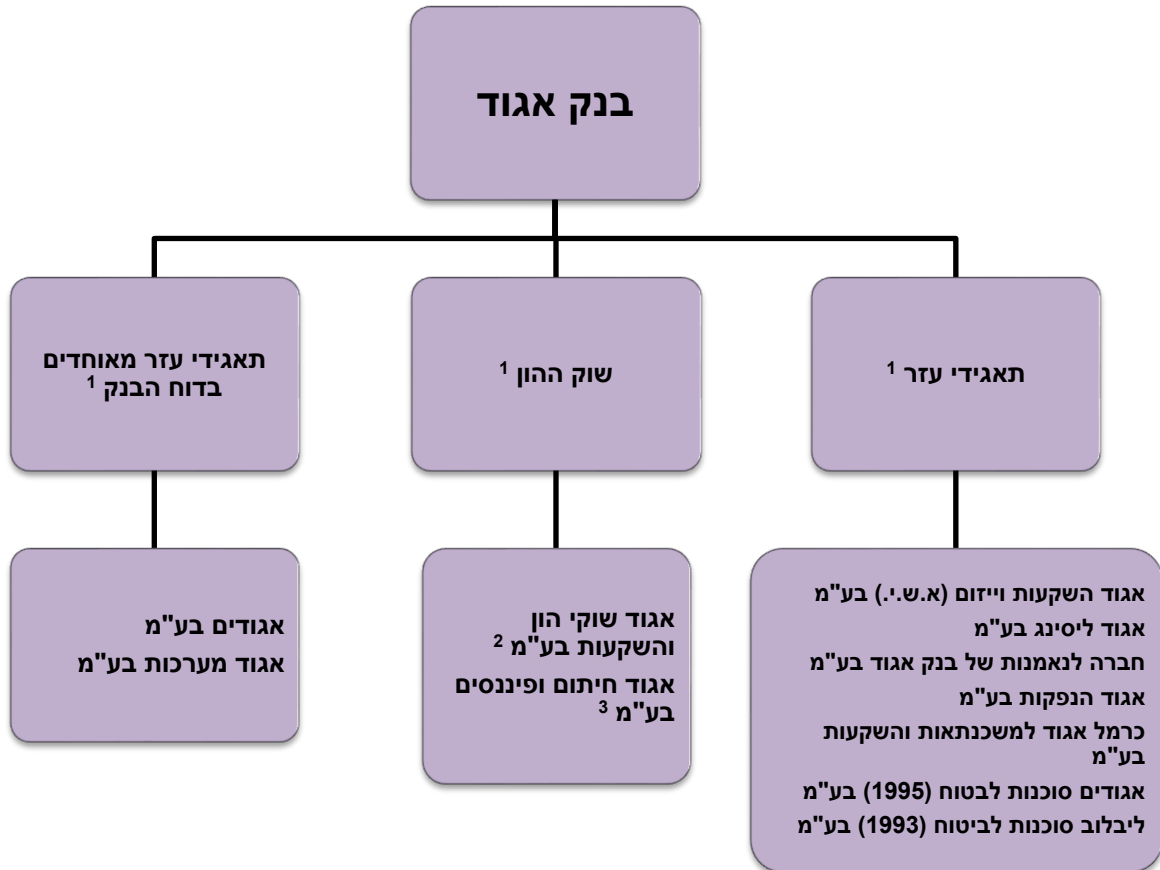 בנק אגוד
תאגידי עזר 1
שוק ההון 1
תאגידי עזר מאוחדים
בדוח הבנק 1
אגוד השקעות וייזום (א.ש.י.) בע"מ
אגוד ליסינג בע"מ
חברה לנאמנות של בנק אגוד בע"מ
אגוד הנפקות בע"מ
כרמל אגוד למשכנתאות והשקעות
בע"מ
אגודים סוכנות לבטוח (1995) בע"מ
ליבלוב סוכנות לביטוח (1993) בע"מ
אגוד שוקי הון
והשקעות בע"מ 2
אגוד חיתום ופיננסים
בע"מ 3
אגודים בע"מ
אגוד מערכות בע"מ